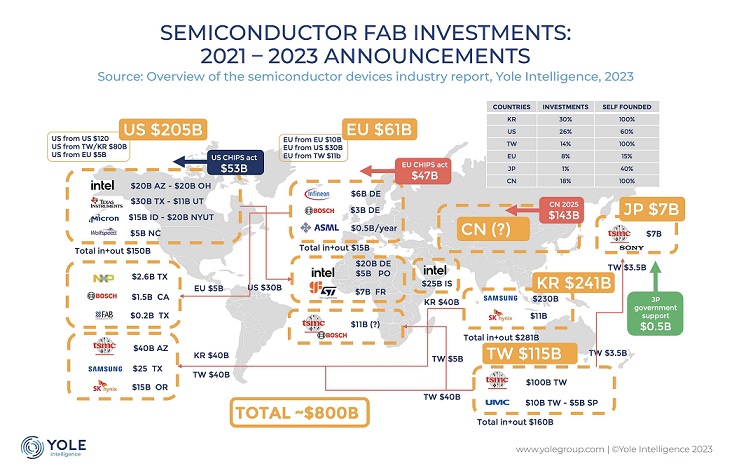 SEMICONDUCTOR FAB INVESTMENTS:
2021 – 2023 ANNOUNCEMENTS
Source: Overview of the semiconductor devices industry report, Yole Intelligence, 2023
COUNTRIES INVESTMENTS SELF FOUNDED
KR 30% 100%
US 26% 60%
TW 14% 100%
EU 8% 15%
JP 1% 40%
CN 18% 100%
US $205B
US from US $120
US from TW/KR $80B
US from EU $5B
US CHIPS act
$53B
intel $20B AZ - $20B OH
TEXAS INSTRUMENTS $30B TX - $11B UT
Micron $15B ID - $20B NYUT
Wolfspeed $5B NC
Total in+out $150B
NXP $2.6B TX
BOSCH $1.5B CA
FAB $0.2B TX
EU $5B
tsmc $40B AZ
SAMSUNG $25 TX
SK hynix $15B OR
KR $40B
TW $40B
EU $61B
EU from EU $10B
EU from US $30B
EU from TW $11b
EU CHIPS act
$47B
infineon $6B DE
BOSCH $3B DE
ASML $0.5B/year
Total in+out $15B
US $30B
intel $20B DE
$5B PO
GF ST $7B FR
tsmc BOSCH $11B (?)
intel
$25B IS
CN 2025
$143B
CN (?)
JP $7B
tsmc
SONY
$7B
TW $3.5B
JP
government
support
$0.5B
KR $241B
KR $40B
SAMSUNG $230B
SK hynix $11B
Total in+out $281B
TW $115B
TW $3.5B
TW $5B
TW $40B
tsmc $100B TW
UMC $10B TW - $5B SP
Total in+out $160B
TOTAL ~$800B
YOLE
Intelligence
www.yolegroup.com | ©Yole Intelligence 2023